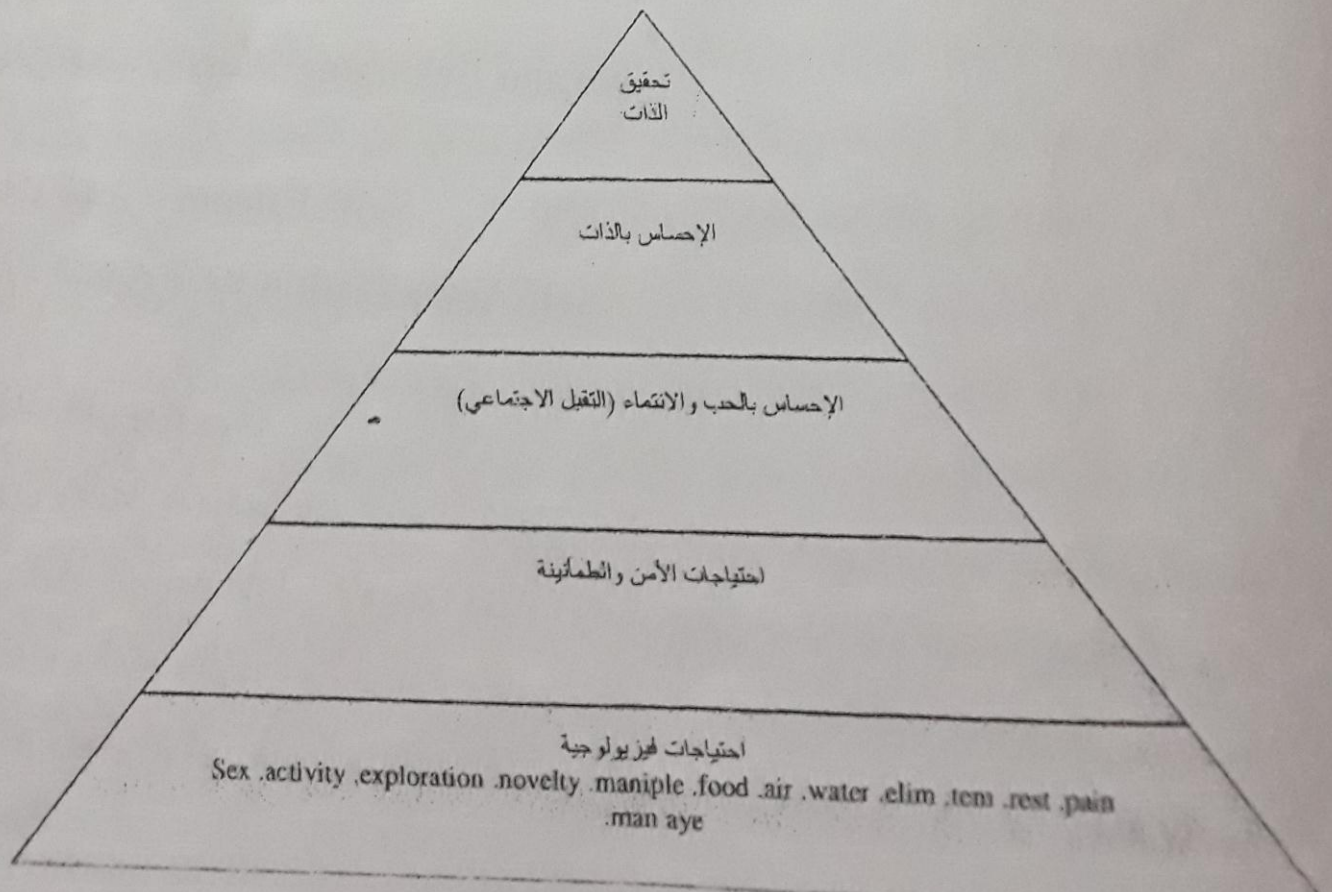 تحقيق
الذات
الإحساس بالذات
الإحساس بالحب والانتماء (التقبل الاجتماعي)
احتياجات الأمن والطمأنينة
احتياجات فيزيولوجية
Sex .activity .exploration .novelty .maniple .food .air .water .elim .tem .rest .pain
.man aye